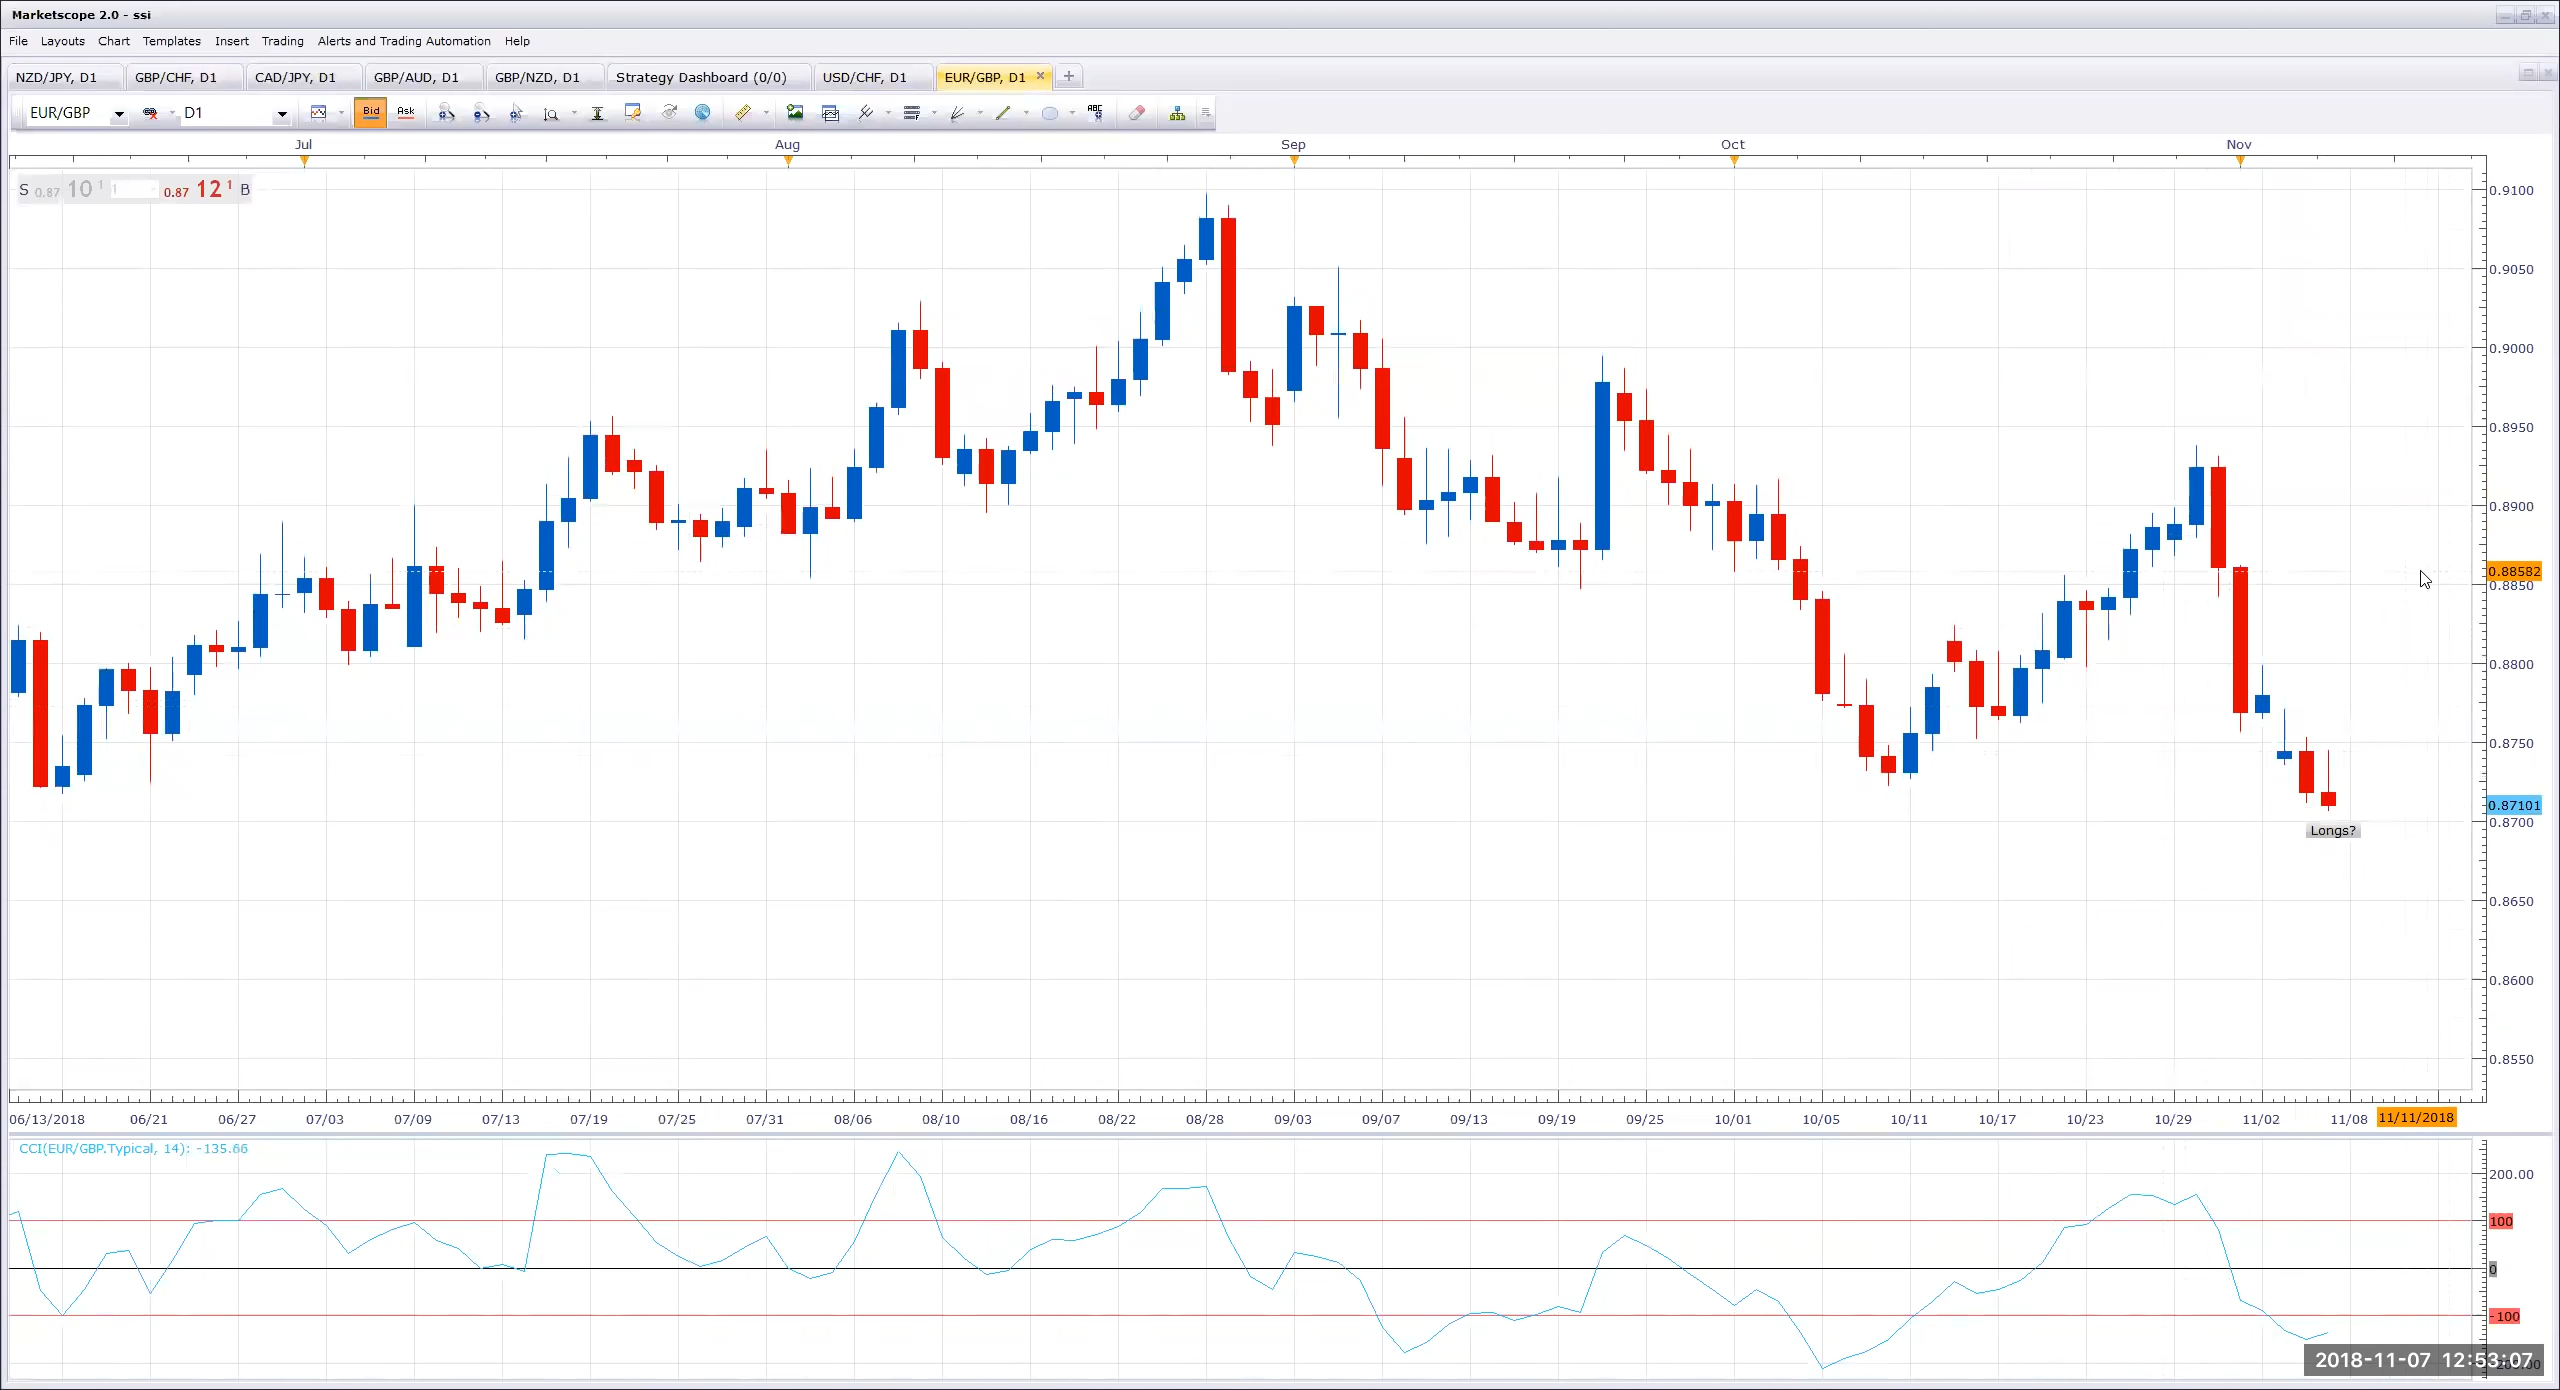 Marketscope 2.0 - ssi
File Layouts Chart Templates Insert Trading Alerts and Trading Automation Help
NZD/JPY, D1 GBP/CHF, D1 CAD/JPY, D1 GBP/AUD, D1 GBP/NZD, D1 Strategy Dashboard (0/0) USD/CHF, D1 EUR/GBP, D1
EUR/GBP D1 Bid Ask ABC
Jul Aug Sep Oct Nov
S 0.87 10 1 1 0.87 12 1 B
0.9100
0.9050
0.9000
0.8950
0.8900
0.88582
0.8850
0.8800
0.8750
0.87101
0.8700
Longs?
0.8650
0.8600
0.8550
06/13/2018 06/21 06/27 07/03 07/09 07/13 07/19 07/25 07/31 08/06 08/10 08/16 08/22 08/28 09/03 09/07 09/13 09/19 09/25 10/01 10/05 10/11 10/17 10/23 10/29 11/02 11/08 11/11/2018
CCI(EUR/GBP.Typical, 14): -135.66
200.00
100
0
-100
2018-11-07 12:53:07